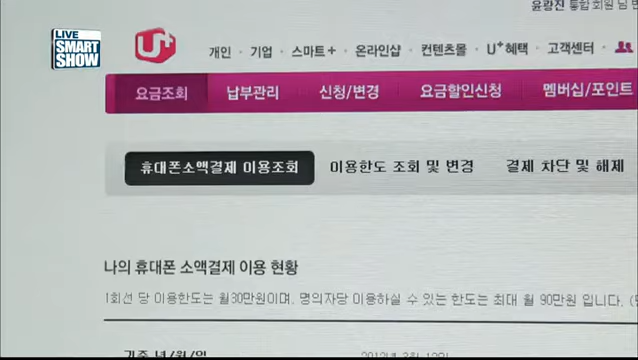 윤광진 통합 회원 님
LIVE
SMART
SHOW
U+
개인 · 기업 · 스마트+ · 온라인샵 · 컨텐츠몰 · U+혜택 · 고객센터
요금조회 납부관리 신청/변경 요금할인신청 멤버십/포인트
휴대폰소액결제 이용조회 이용한도 조회 및 변경 결제 차단 및 해제
나의 휴대폰 소액결제 이용 현황
1회선 당 이용한도는 월30만원이며, 명의자당 이용하실 수 있는 한도는 최대 월 90만원 입니다.
기준 년/월/일